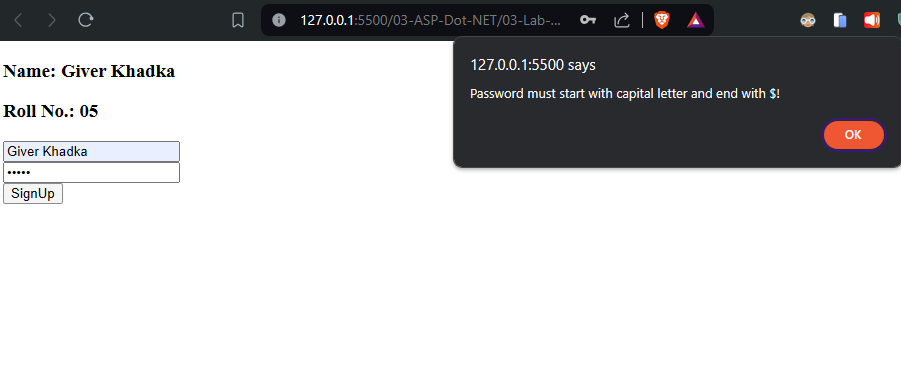 127.0.0.1:5500/03-ASP-Dot-NET/03-Lab-...
127.0.0.1:5500 says
Password must start with capital letter and end with $!
OK
Name: Giver Khadka
Roll No.: 05
Giver Khadka
•••••
SignUp